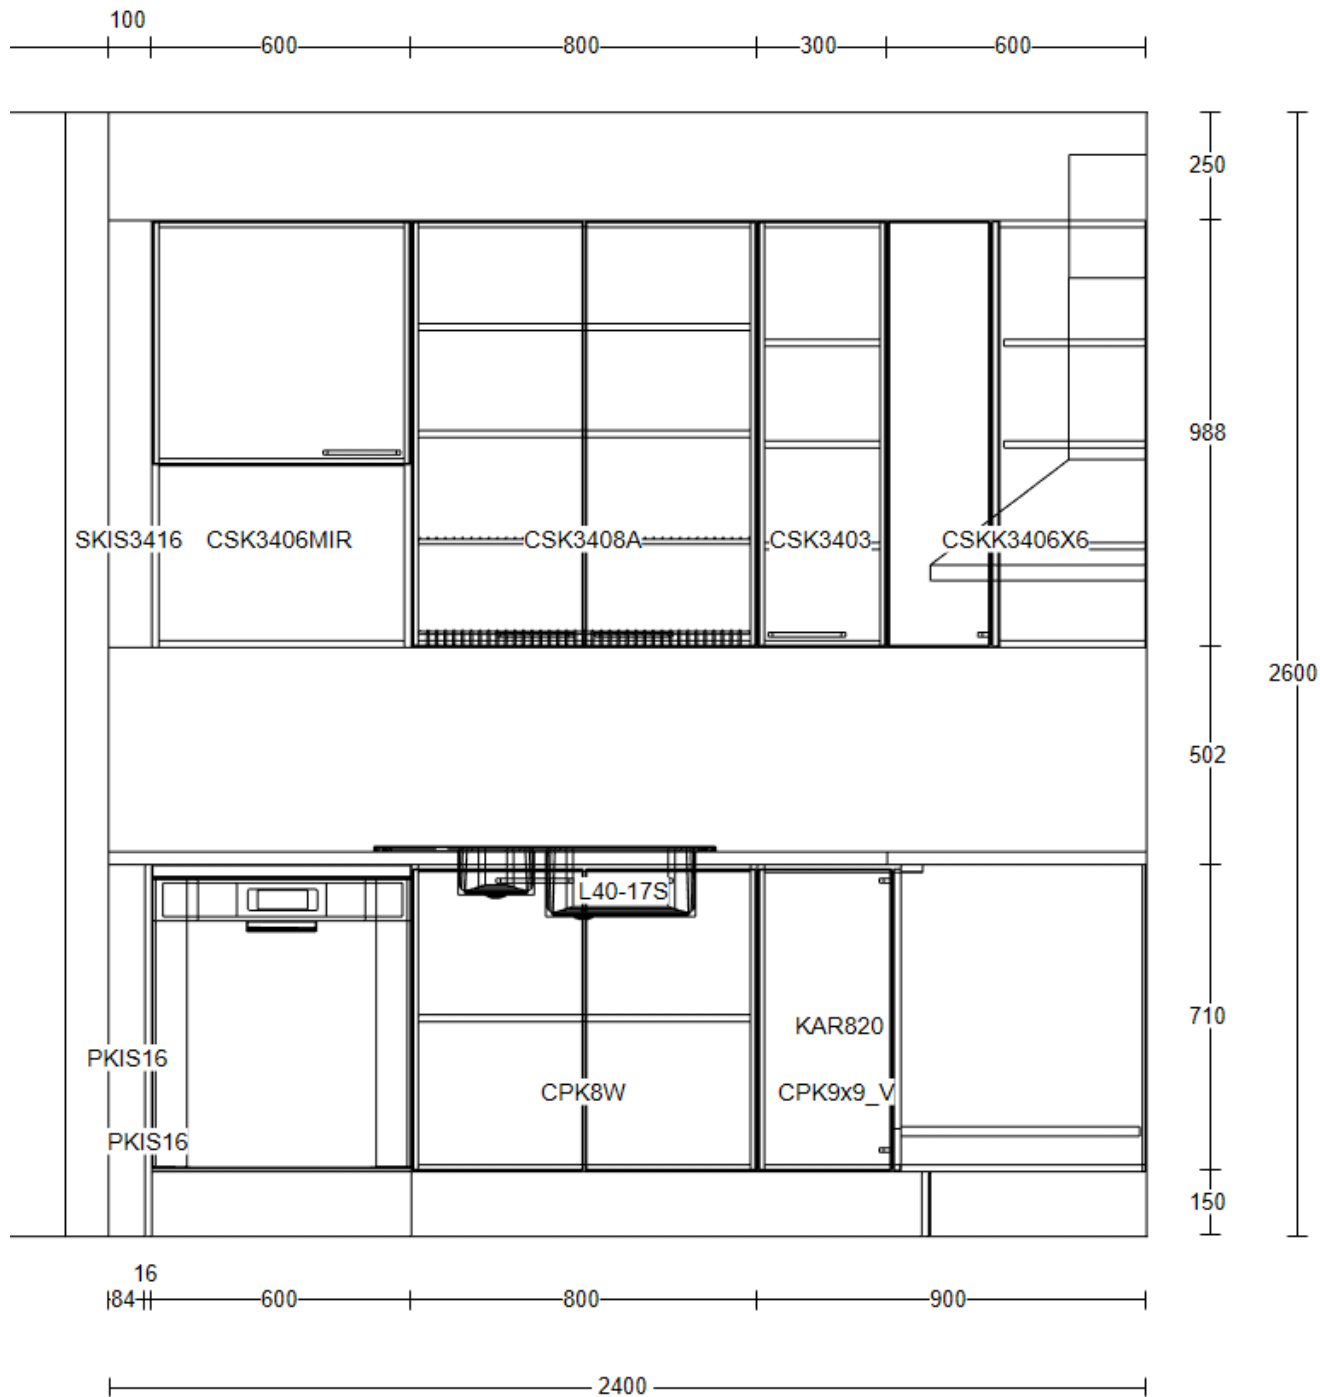 100
600 800 300 600
250
988
SKIS3416 CSK3406MIR CSK3408A CSK3403 CSKK3406X6
2600
502
L40-17S
710
KAR820
PKIS16
CPK8W CPK9x9_V
PKIS16
150
16
84 600 800 900
2400